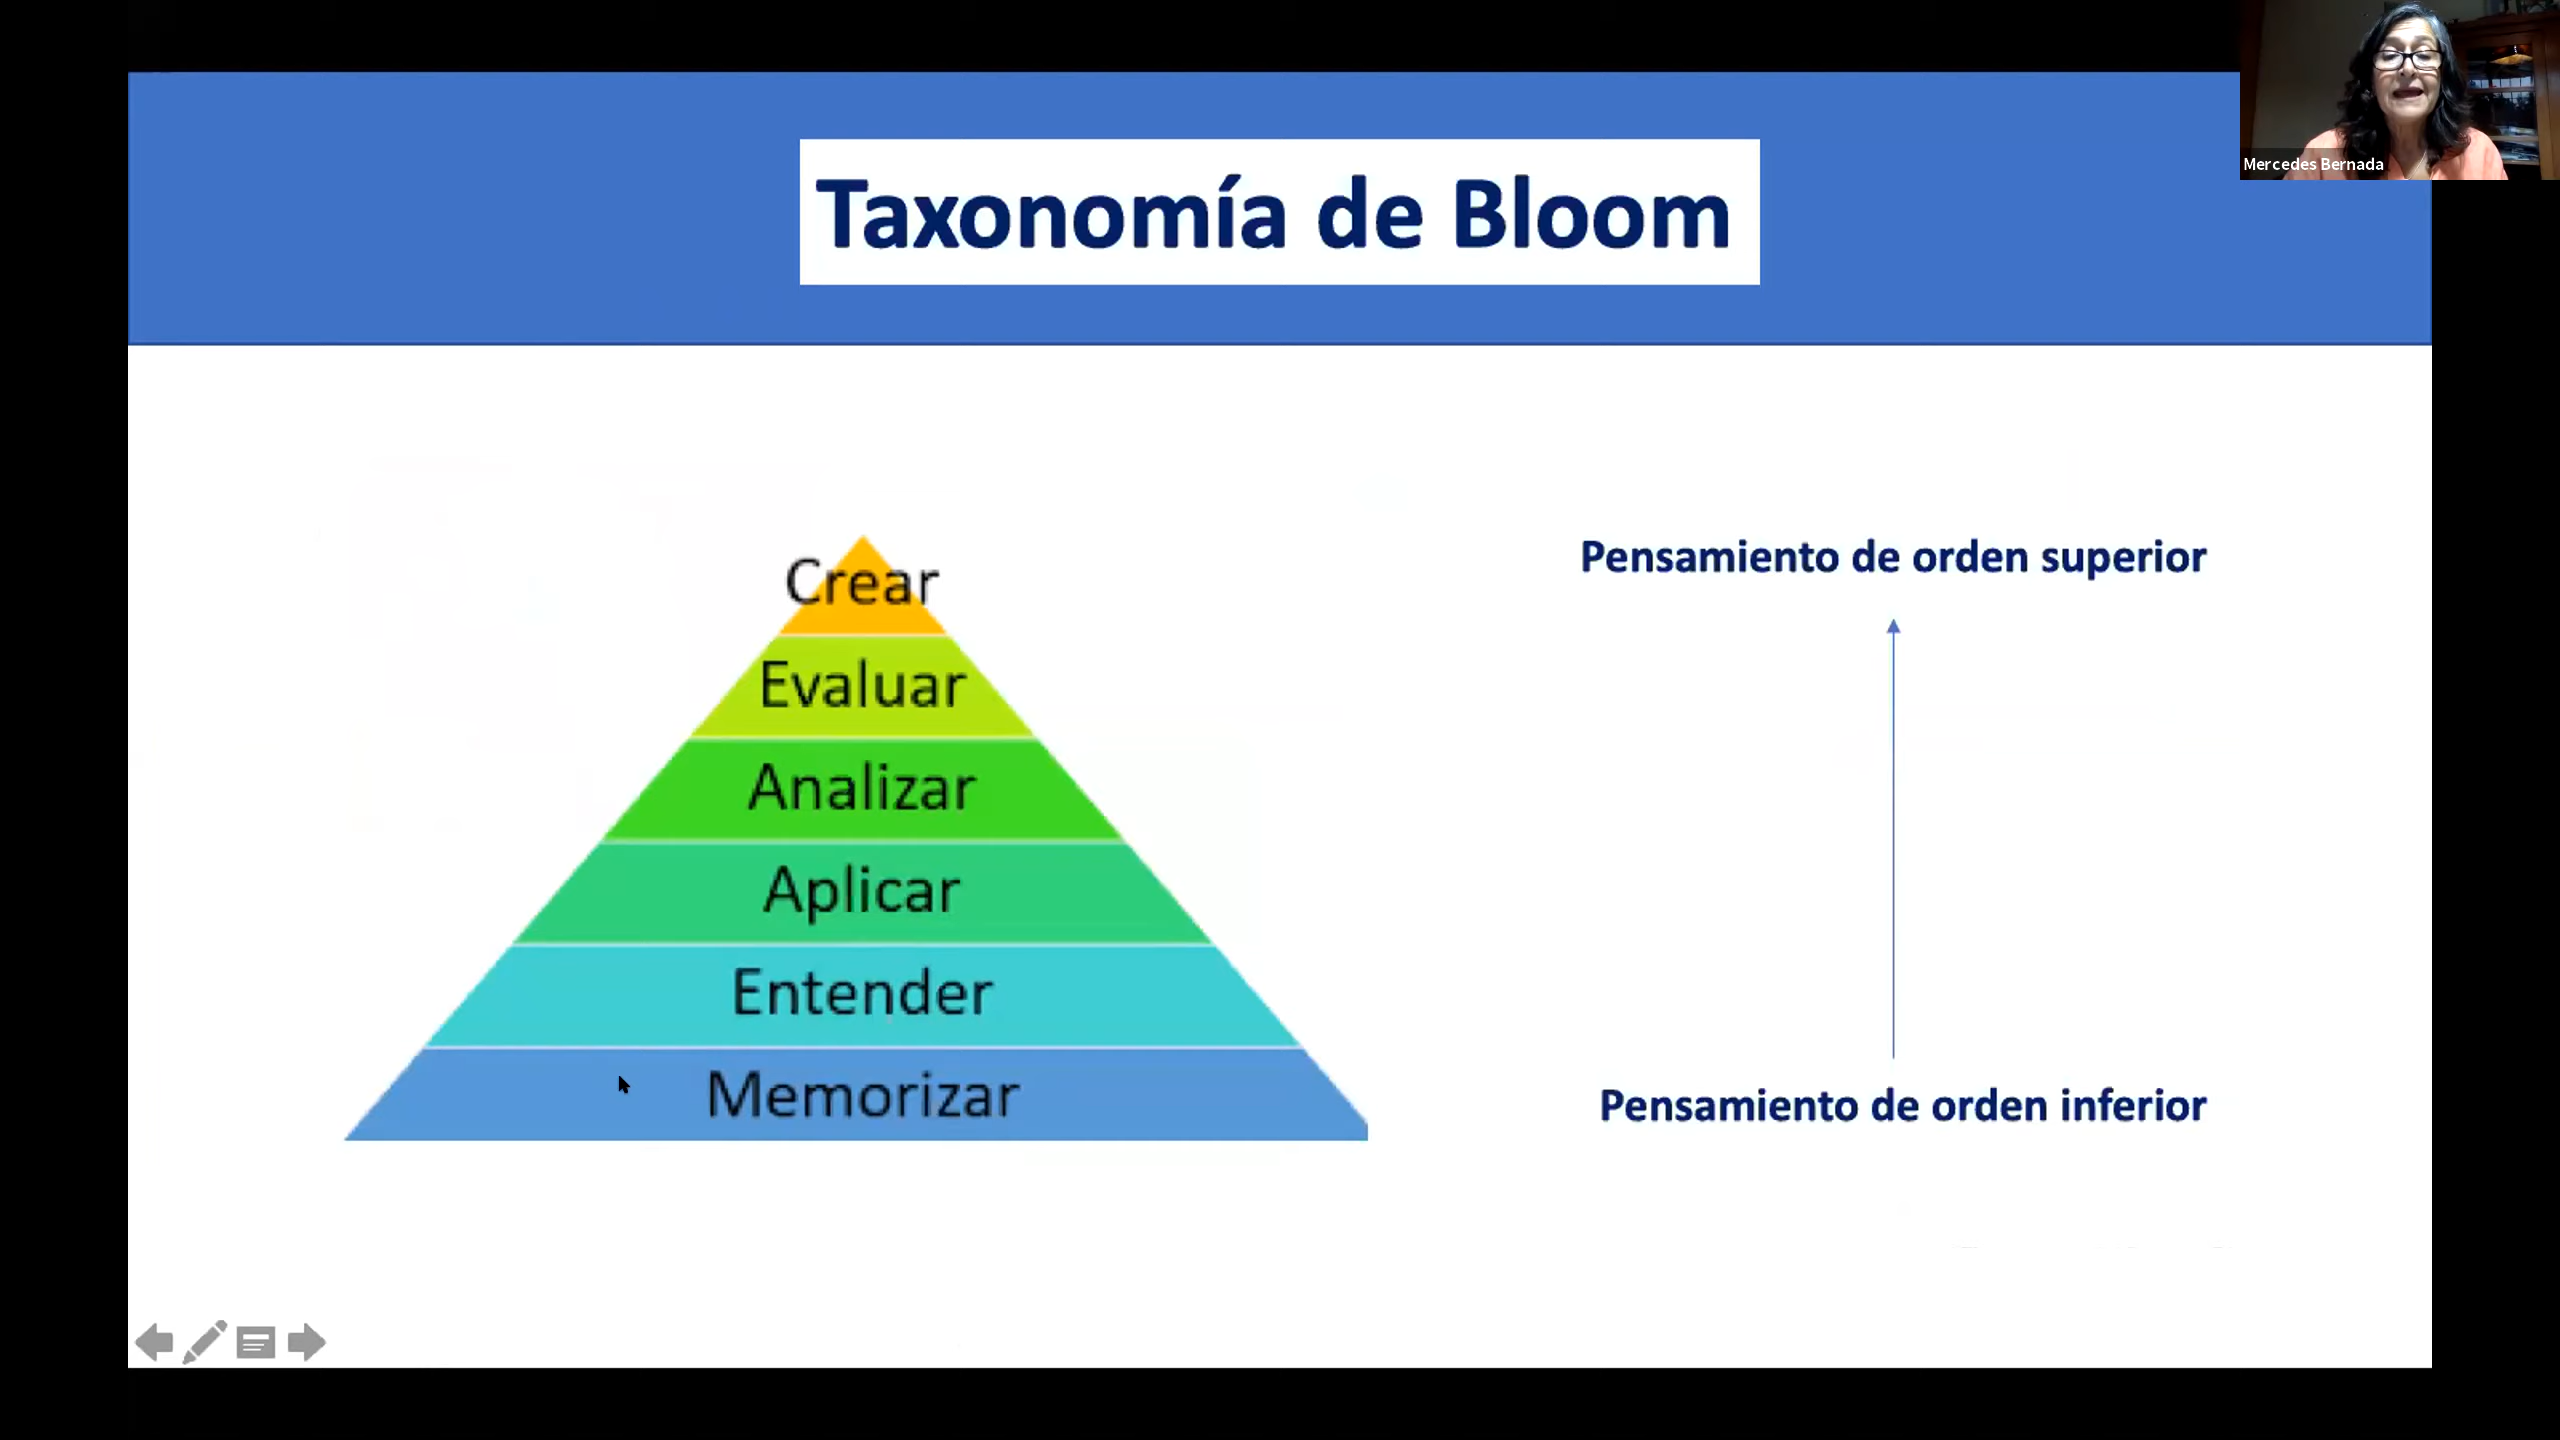 Taxonomía de Bloom
Mercedes Bernada
Crear
Evaluar
Analizar
Aplicar
Entender
Memorizar
Pensamiento de orden superior
Pensamiento de orden inferior